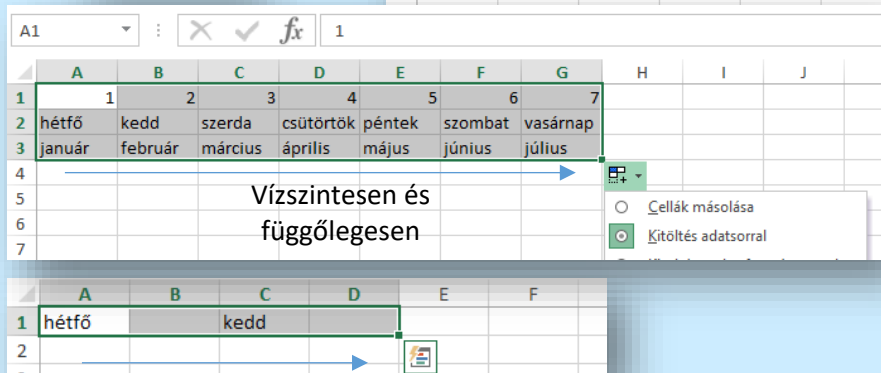 A1 fx 1
A B C D E F G H I J
1 1 2 3 4 5 6 7
2 hétfő kedd szerda csütörtök péntek szombat vasárnap
3 január február március április május június július
4
5 Vízszintesen és
6 függőlegesen
7
Cellák másolása
Kitöltés adatsorral
A B C D E F
1 hétfő kedd
2